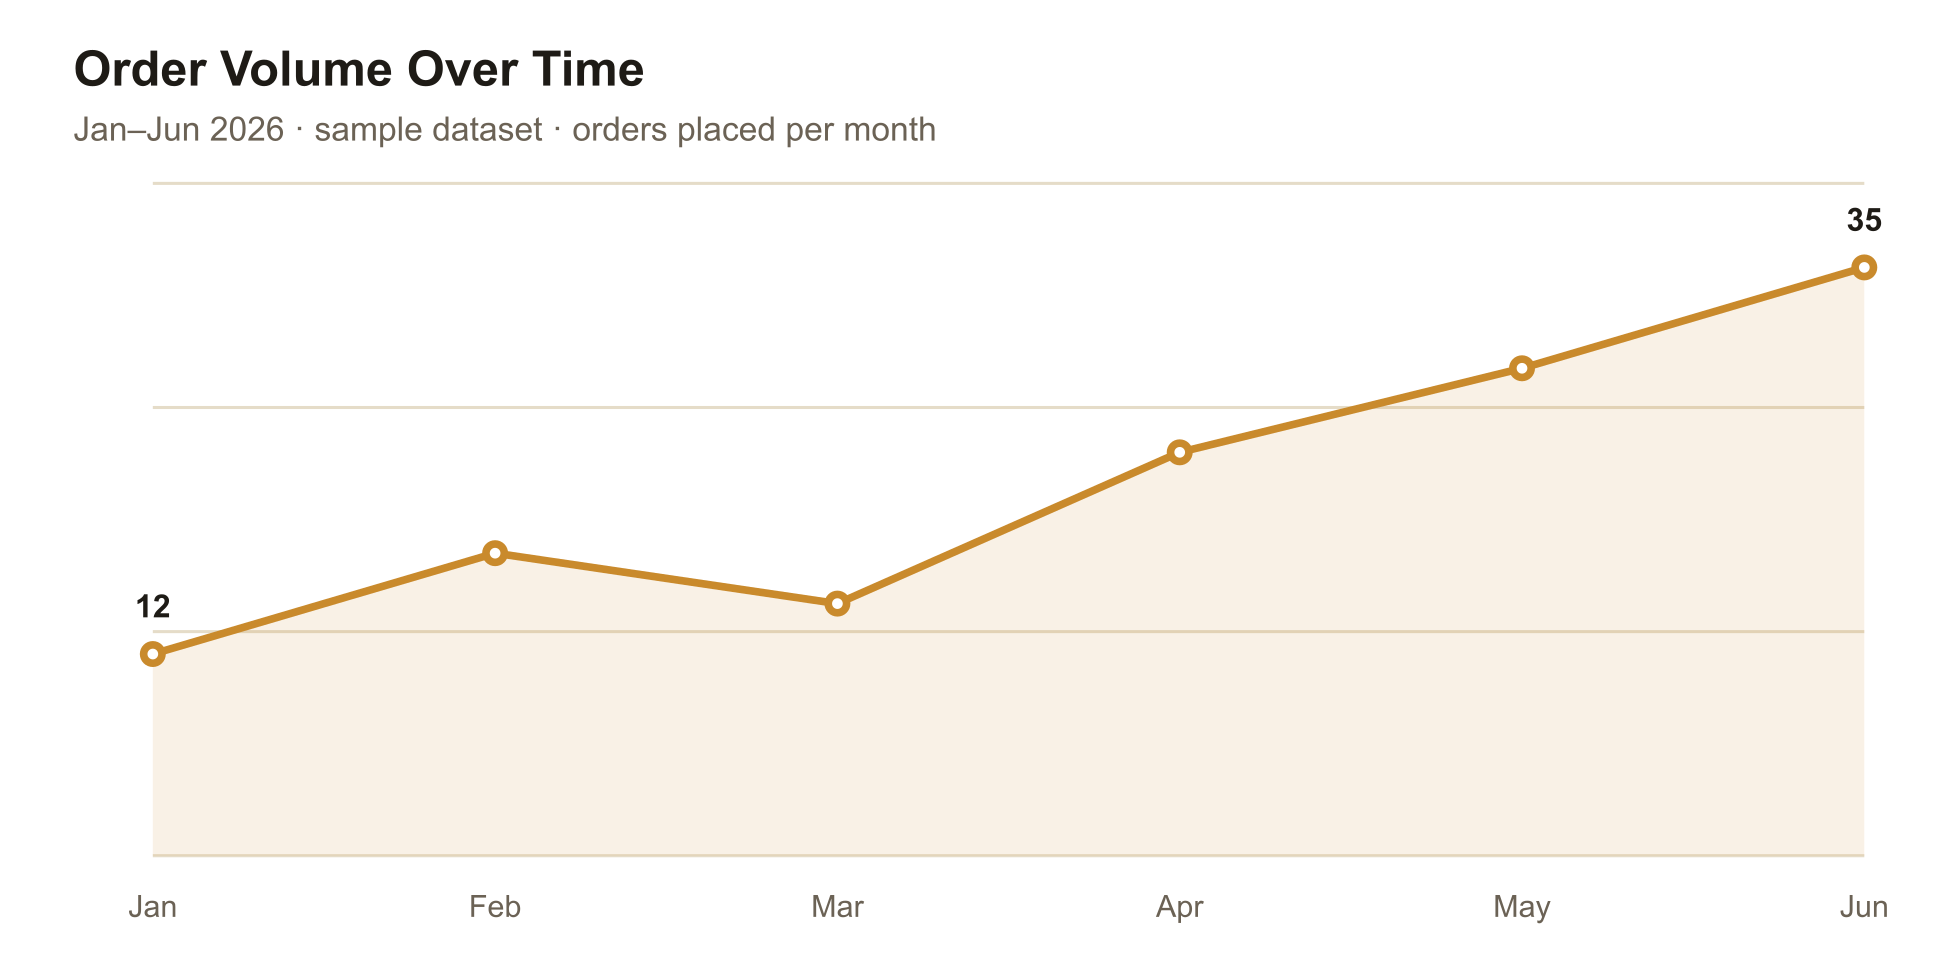 Order Volume Over Time
Jan–Jun 2026 · sample dataset · orders placed per month
35
12
Jan Feb Mar Apr May Jun